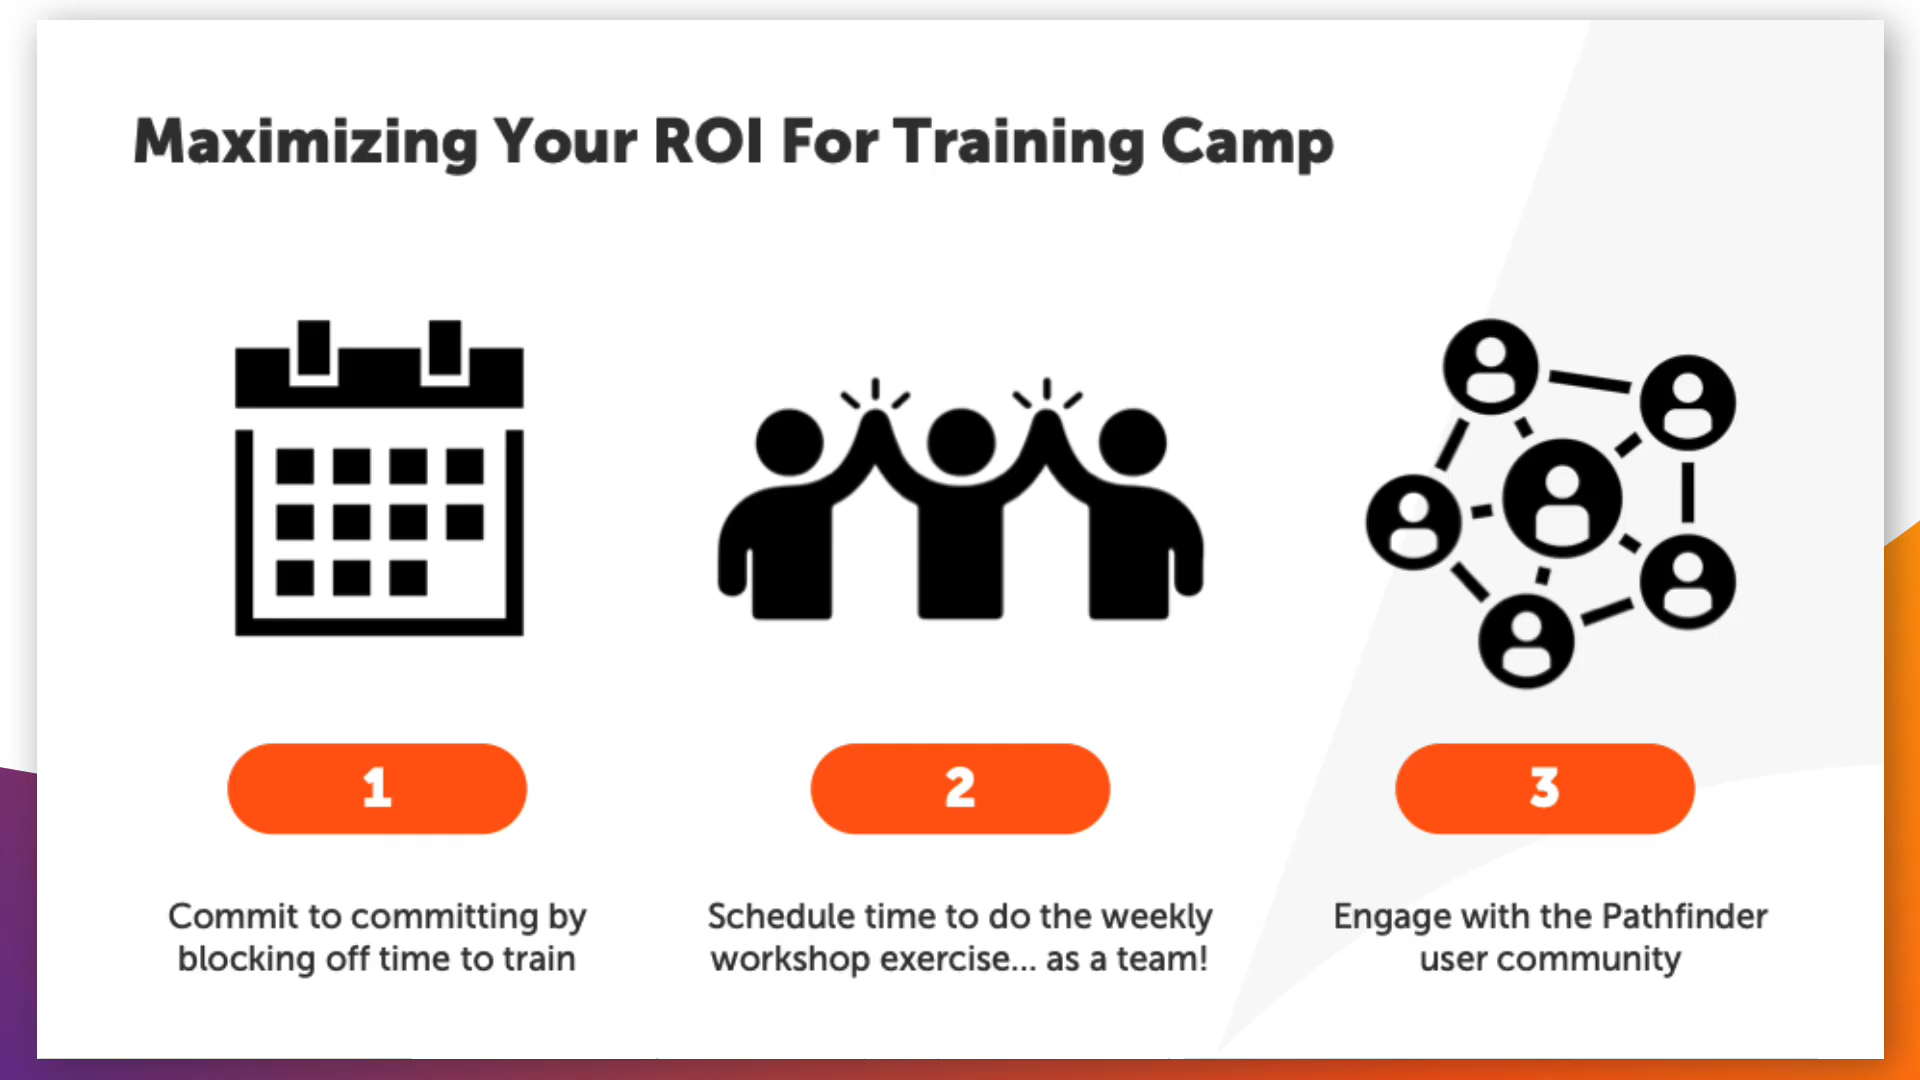 Maximizing Your ROI For Training Camp
1
Commit to committing by
blocking off time to train
2
Schedule time to do the weekly
workshop exercise... as a team!
3
Engage with the Pathfinder
user community